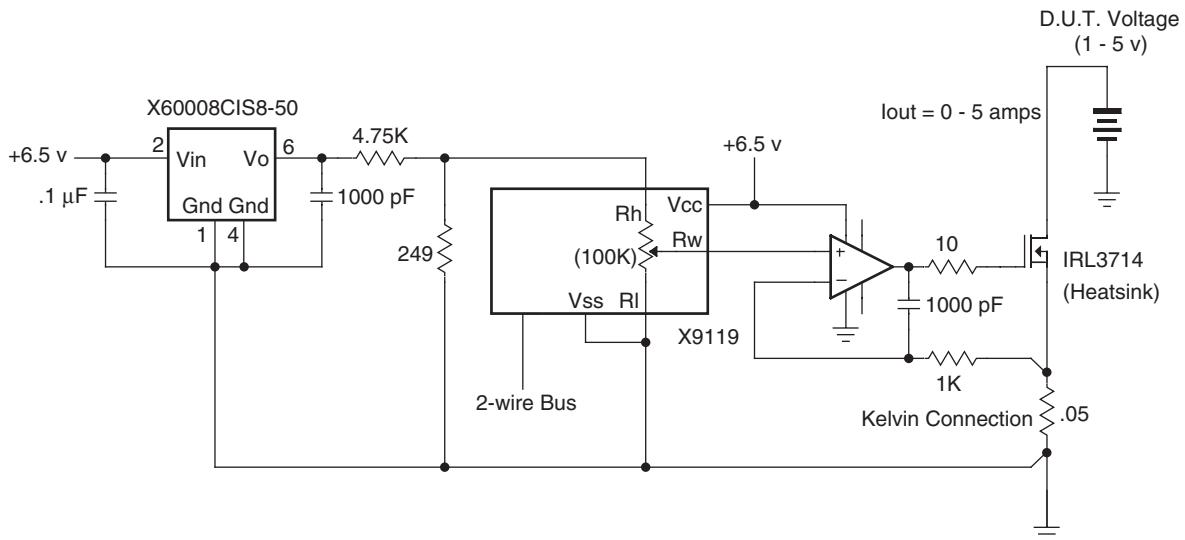 D.U.T. Voltage
(1 - 5 v)
X60008CIS8-50
Iout = 0 - 5 amps
+6.5 v
2
Vin
Vo
6
4.75K
+6.5 v
.1 µF
Gnd Gnd
1000 pF
1
4
249
Rh
Vcc
(100K)
Rw
+
−
10
IRL3714
(Heatsink)
Vss
Rl
1000 pF
X9119
2-wire Bus
1K
Kelvin Connection
.05